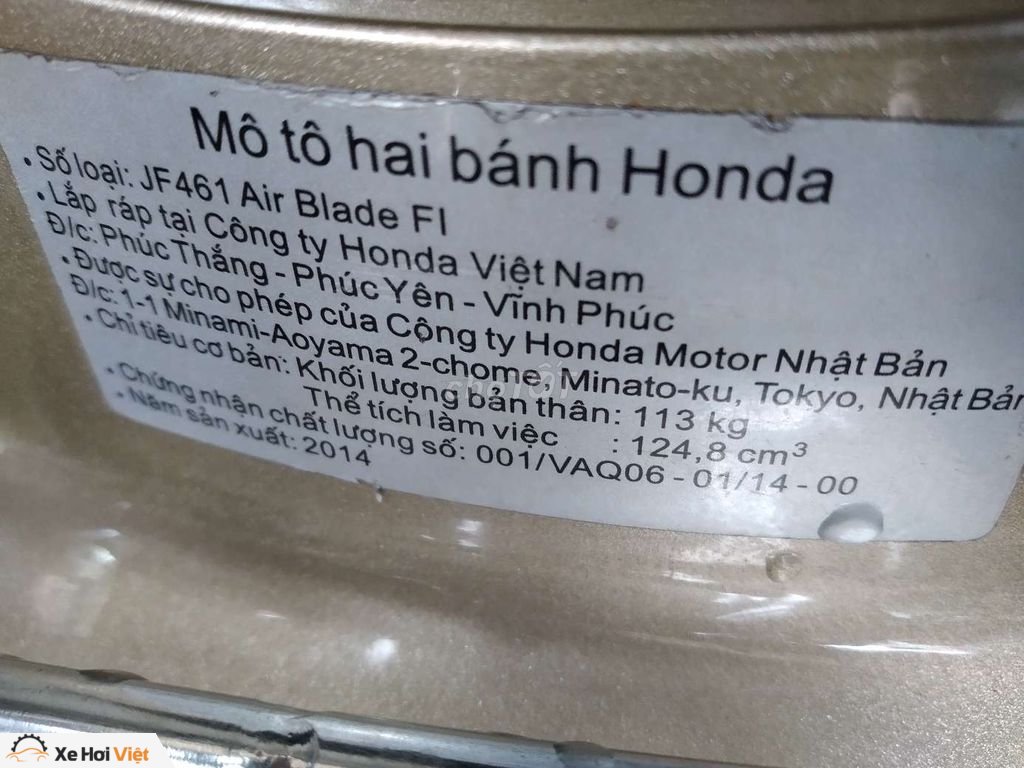 Mô tô hai bánh Honda
• Số loại: JF461 Air Blade FI
• Lắp ráp tại Công ty Honda Việt Nam
Đ/c: Phúc Thắng - Phúc Yên - Vĩnh Phúc
• Được sự cho phép của Công ty Honda Motor Nhật Bản
Đ/c: 1-1 Minami-Aoyama 2-chome, Minato-ku, Tokyo, Nhật Bản
• Chỉ tiêu cơ bản: Khối lượng bản thân: 113 kg
Thể tích làm việc : 124,8 cm³
• Chứng nhận chất lượng số: 001/VAQ06 - 01/14 - 00
• Năm sản xuất: 2014
Xe Hơi Việt